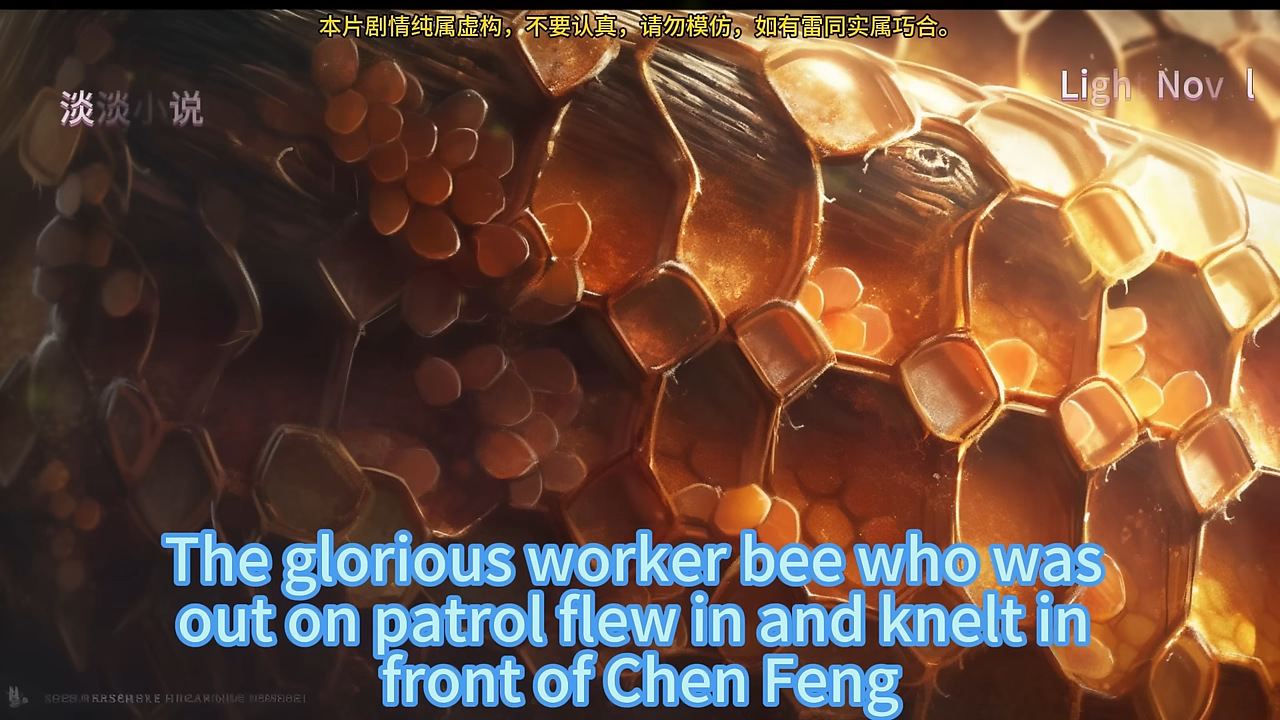 本片剧情纯属虚构，不要认真，请勿模仿，如有雷同实属巧合。
淡淡小说
Light Nov l
The glorious worker bee who was
out on patrol flew in and knelt in
front of Chen Feng